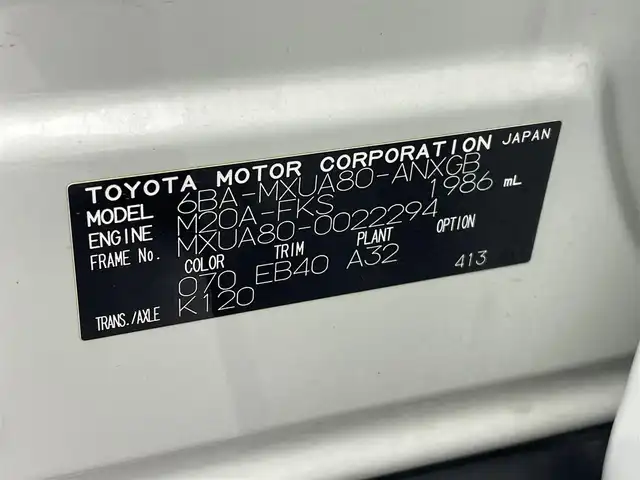 TOYOTA MOTOR CORPORATION JAPAN
MODEL 6BA-MXUA80-ANXGB
ENGINE M20A-FKS 1986 mL
FRAME No. MXUA80-0022294
COLOR TRIM PLANT OPTION
070 EB40 A32 413
TRANS./AXLE K120